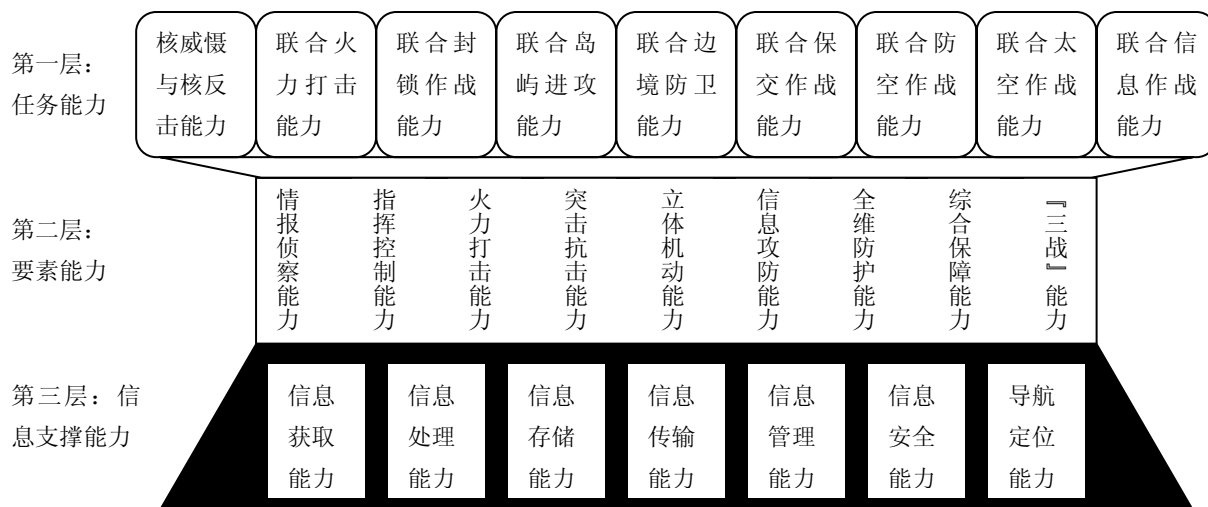 第一层：
任务能力
核威慑
与核反
击能力
联合火
力打击
能力
联合封
锁作战
能力
联合岛
屿进攻
能力
联合边
境防卫
能力
联合保
交作战
能力
联合防
空作战
能力
联合太
空作战
能力
联合信
息作战
能力
第二层：
要素能力
情报侦察能力
指挥控制能力
火力打击能力
突击抗击能力
立体机动能力
信息攻防能力
全维防护能力
综合保障能力
『三战』能力
第三层：信
息支撑能力
信息
获取
能力
信息
处理
能力
信息
存储
能力
信息
传输
能力
信息
管理
能力
信息
安全
能力
导航
定位
能力